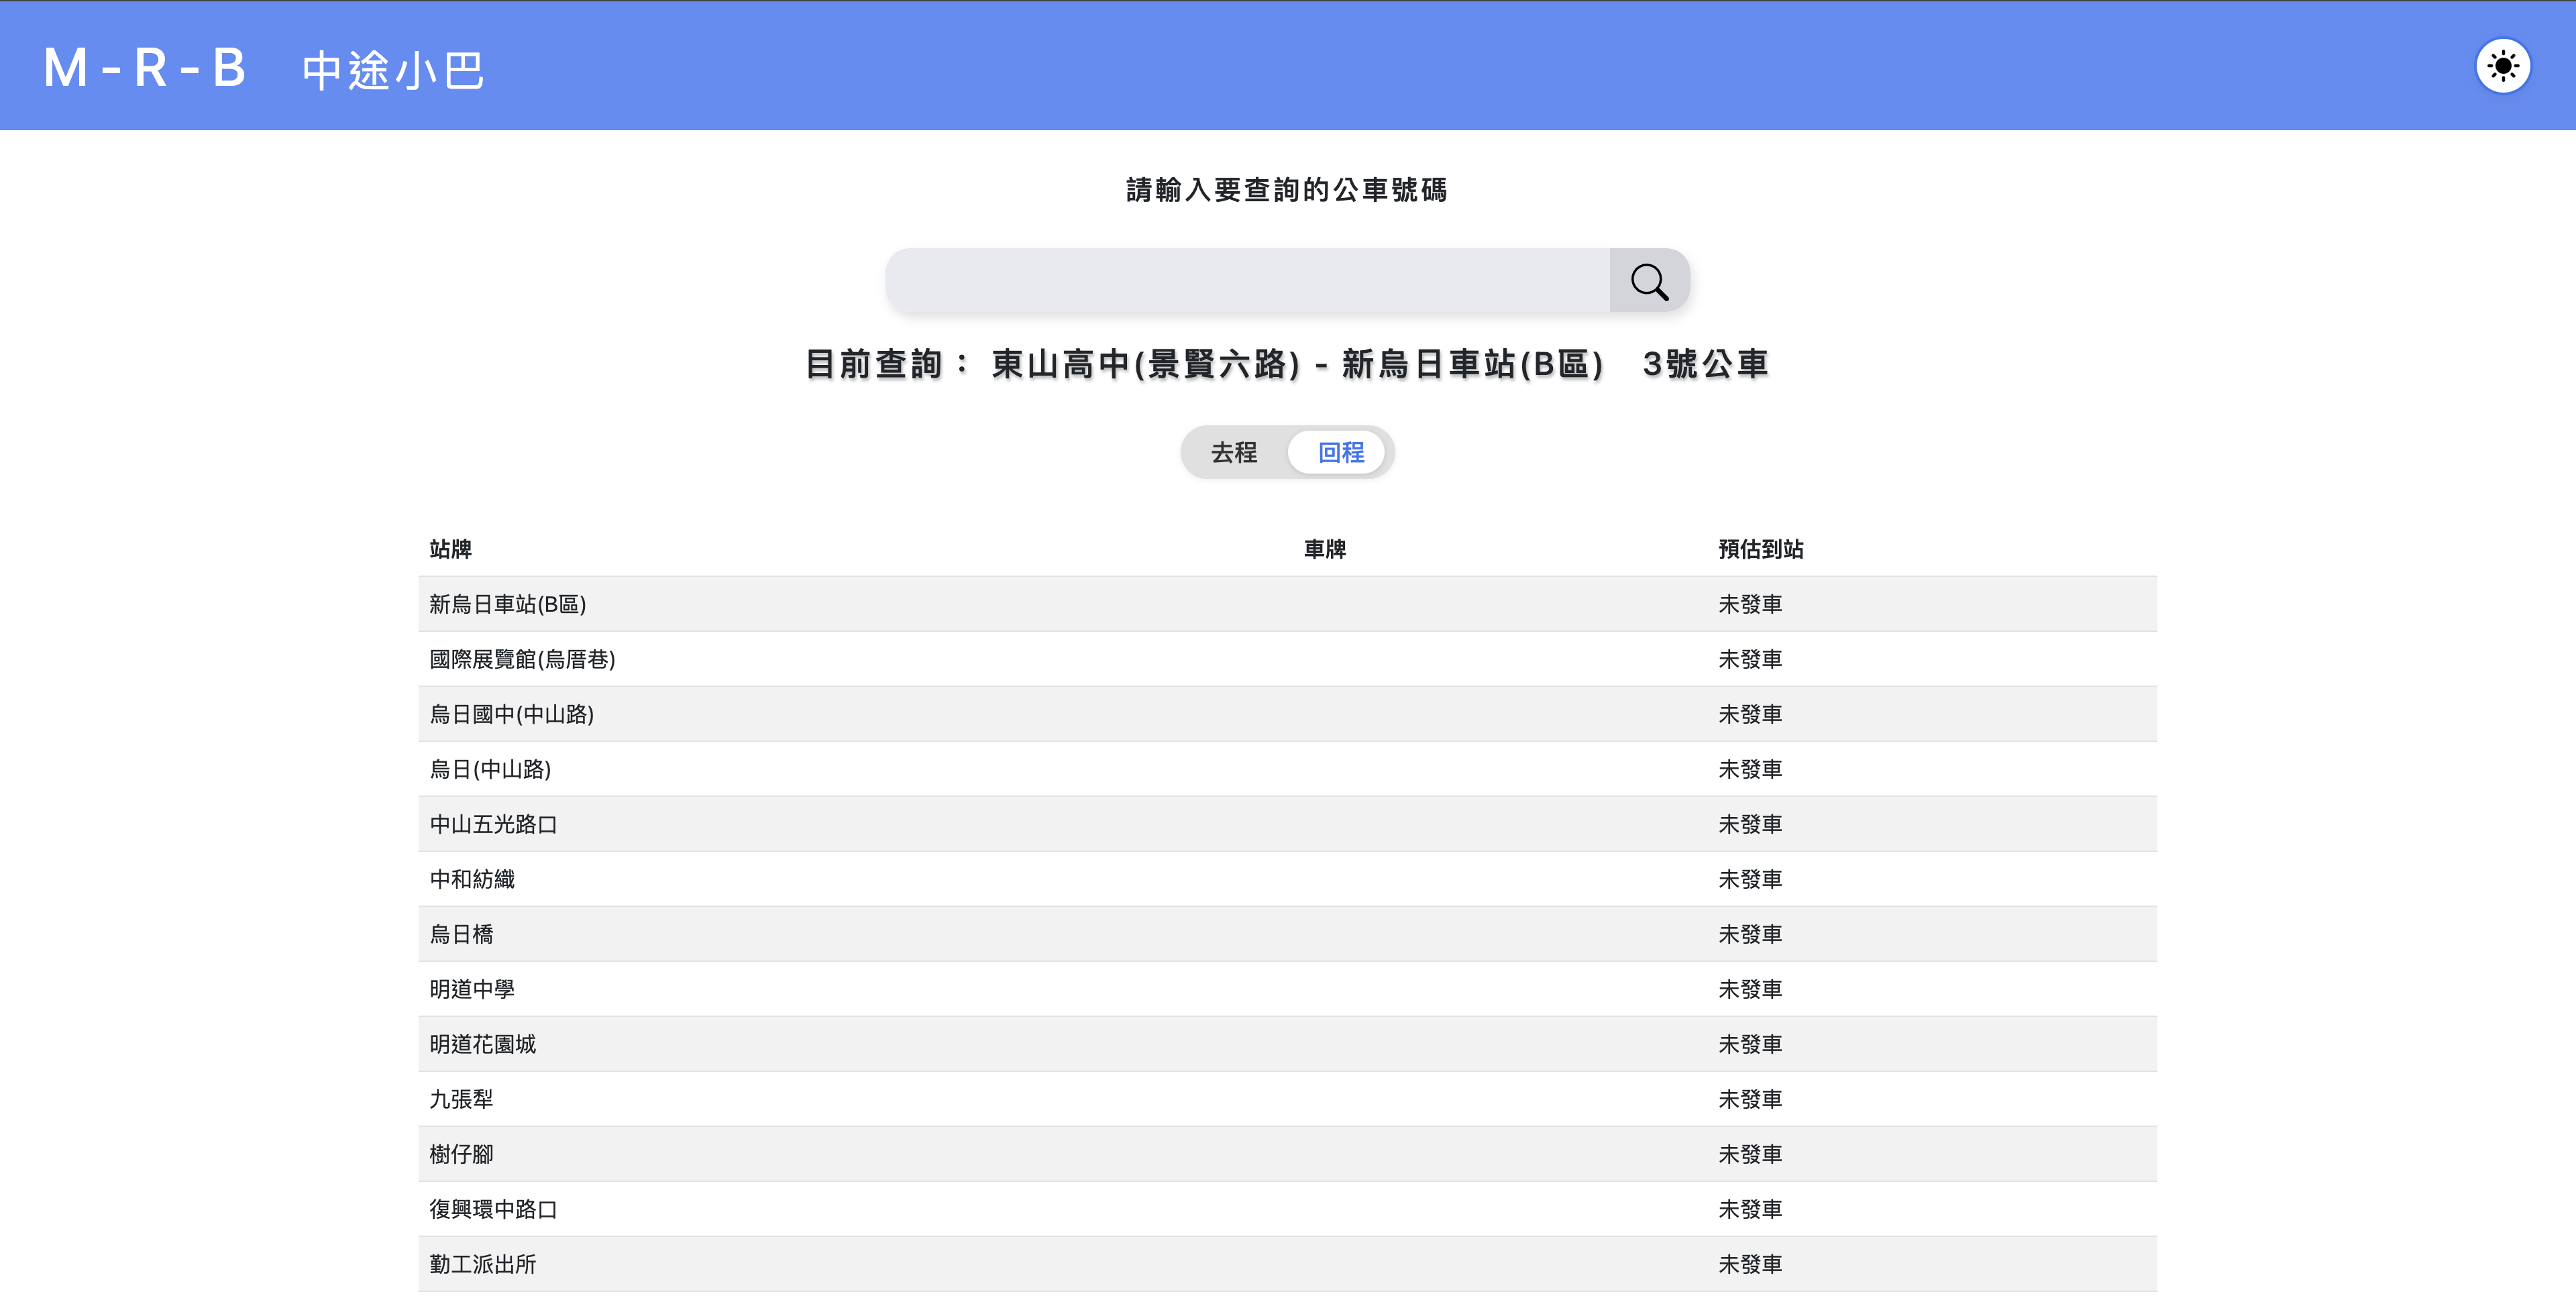 M-R-B 中途小巴
請輸入要查詢的公車號碼
目前查詢： 東山高中(景賢六路) - 新烏日車站(B區) 3號公車
去程 回程
站牌 車牌 預估到站
新烏日車站(B區) 未發車
國際展覽館(烏厝巷) 未發車
烏日國中(中山路) 未發車
烏日(中山路) 未發車
中山五光路口 未發車
中和紡織 未發車
烏日橋 未發車
明道中學 未發車
明道花園城 未發車
九張犁 未發車
樹仔腳 未發車
復興環中路口 未發車
勤工派出所 未發車